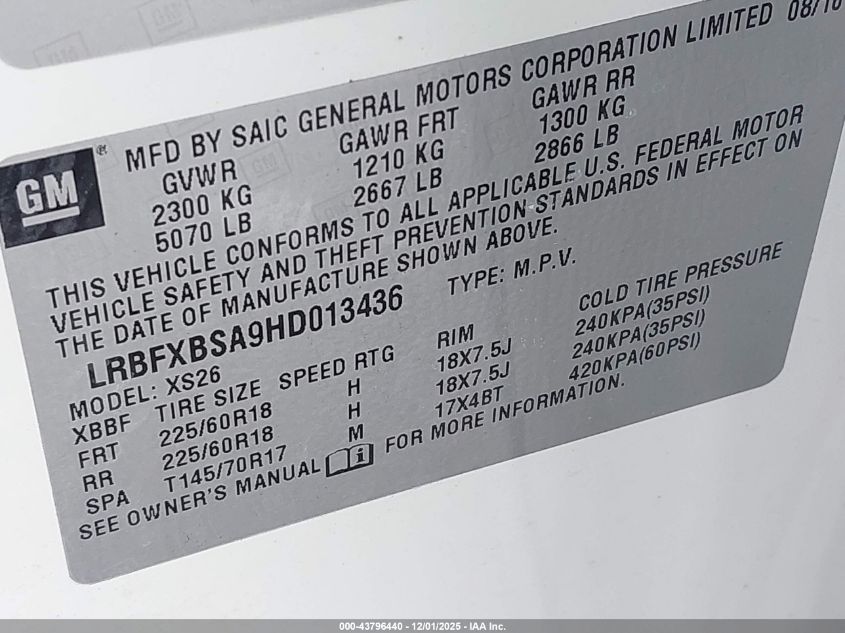 MFD BY SAIC GENERAL MOTORS CORPORATION LIMITED 08/16
GM®
GVWR GAWR FRT GAWR RR
2300 KG 1210 KG 1300 KG
5070 LB 2667 LB 2866 LB
THIS VEHICLE CONFORMS TO ALL APPLICABLE U.S. FEDERAL MOTOR
VEHICLE SAFETY AND THEFT PREVENTION STANDARDS IN EFFECT ON
THE DATE OF MANUFACTURE SHOWN ABOVE.
LRBFXBSA9HD013436 TYPE: M.P.V.
MODEL: XS26
XBBF TIRE SIZE SPEED RTG RIM COLD TIRE PRESSURE
FRT 225/60R18 H 18X7.5J 240KPA(35PSI)
RR 225/60R18 H 18X7.5J 240KPA(35PSI)
SPA T145/70R17 M 17X4BT 420KPA(60PSI)
SEE OWNER'S MANUAL FOR MORE INFORMATION.
000-43796440 - 12/01/2025 - IAA Inc.